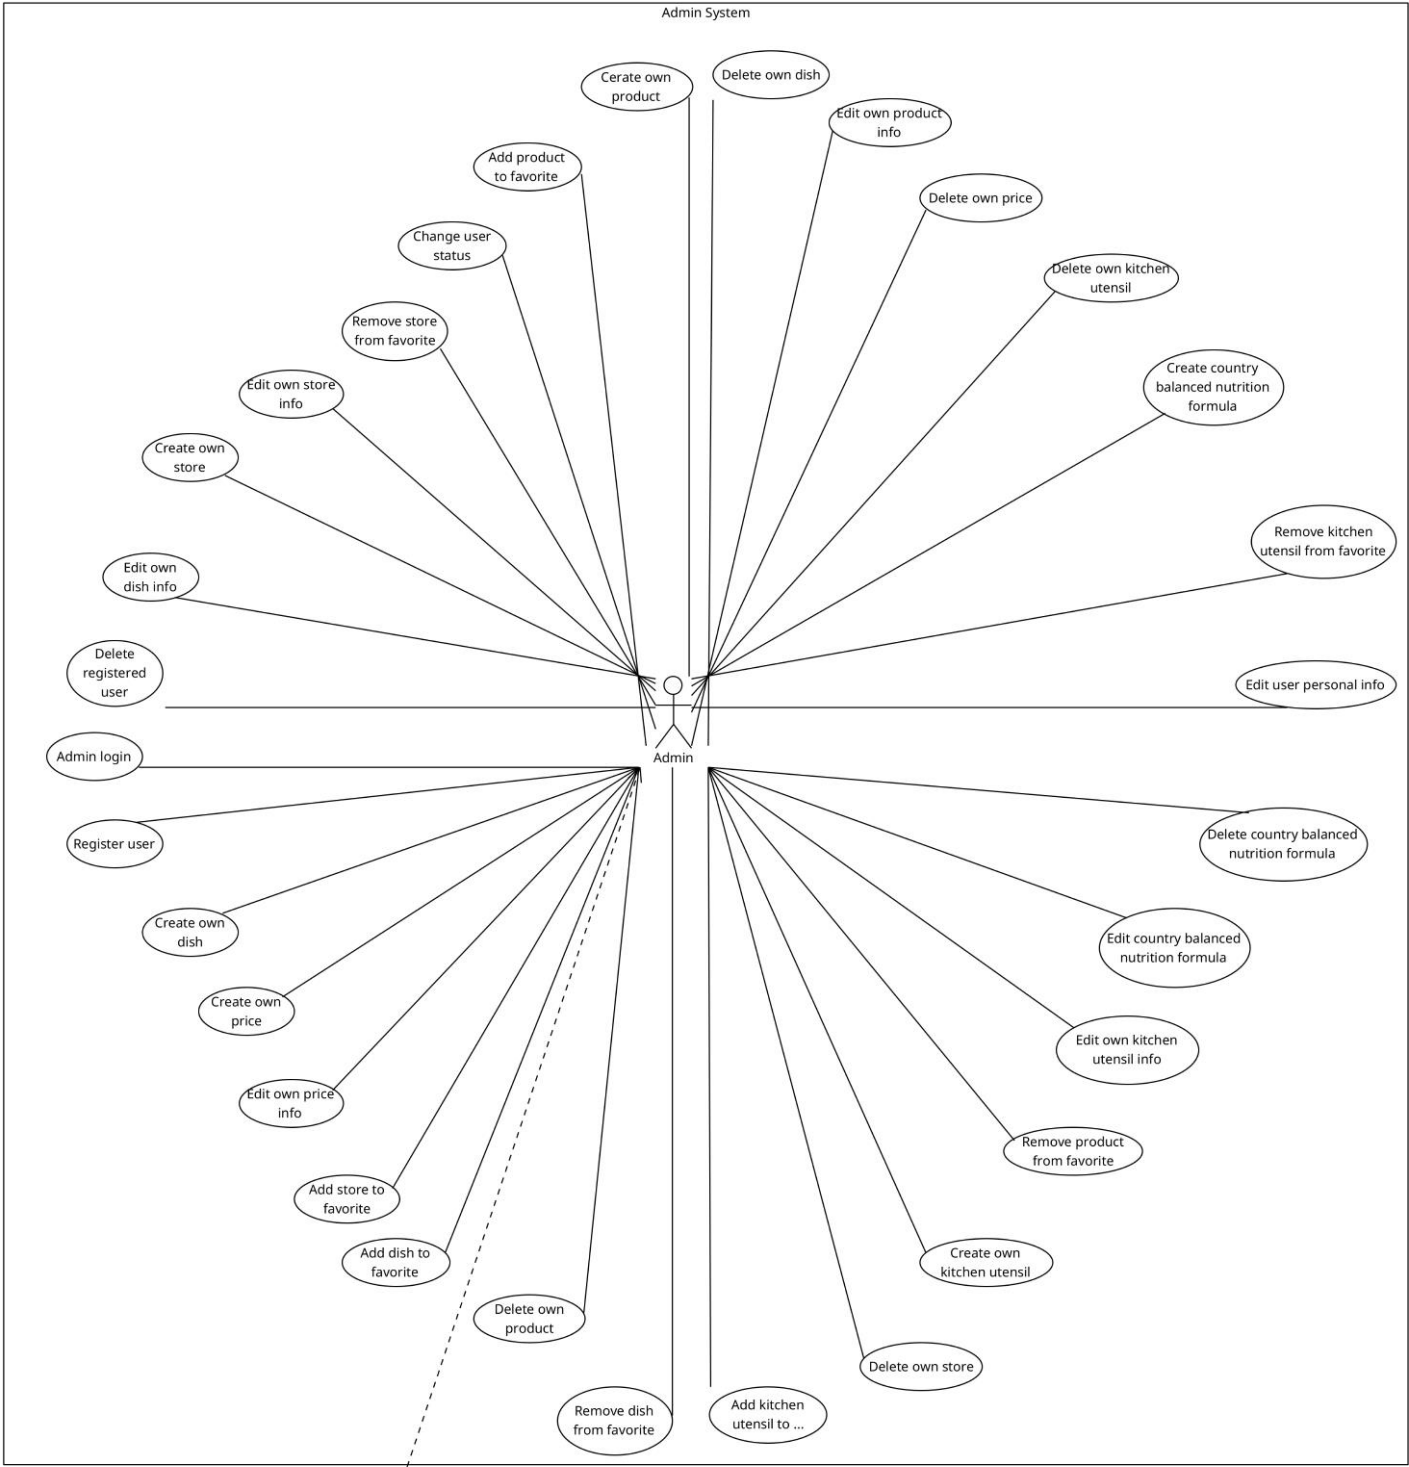 Admin System
Cerate own
product
Delete own dish
Edit own product
info
Add product
to favorite
Delete own price
Change user
status
Delete own kitchen
utensil
Remove store
from favorite
Edit own store
info
Create country
balanced nutrition
formula
Create own
store
Remove kitchen
utensil from favorite
Edit own
dish info
Delete
registered
user
Edit user personal info
Admin login
Admin
Register user
Delete country balanced
nutrition formula
Create own
dish
Edit country balanced
nutrition formula
Create own
price
Edit own kitchen
utensil info
Edit own price
info
Remove product
from favorite
Add store to
favorite
Add dish to
favorite
Create own
kitchen utensil
Delete own
product
Delete own store
Remove dish
from favorite
Add kitchen
utensil to ...